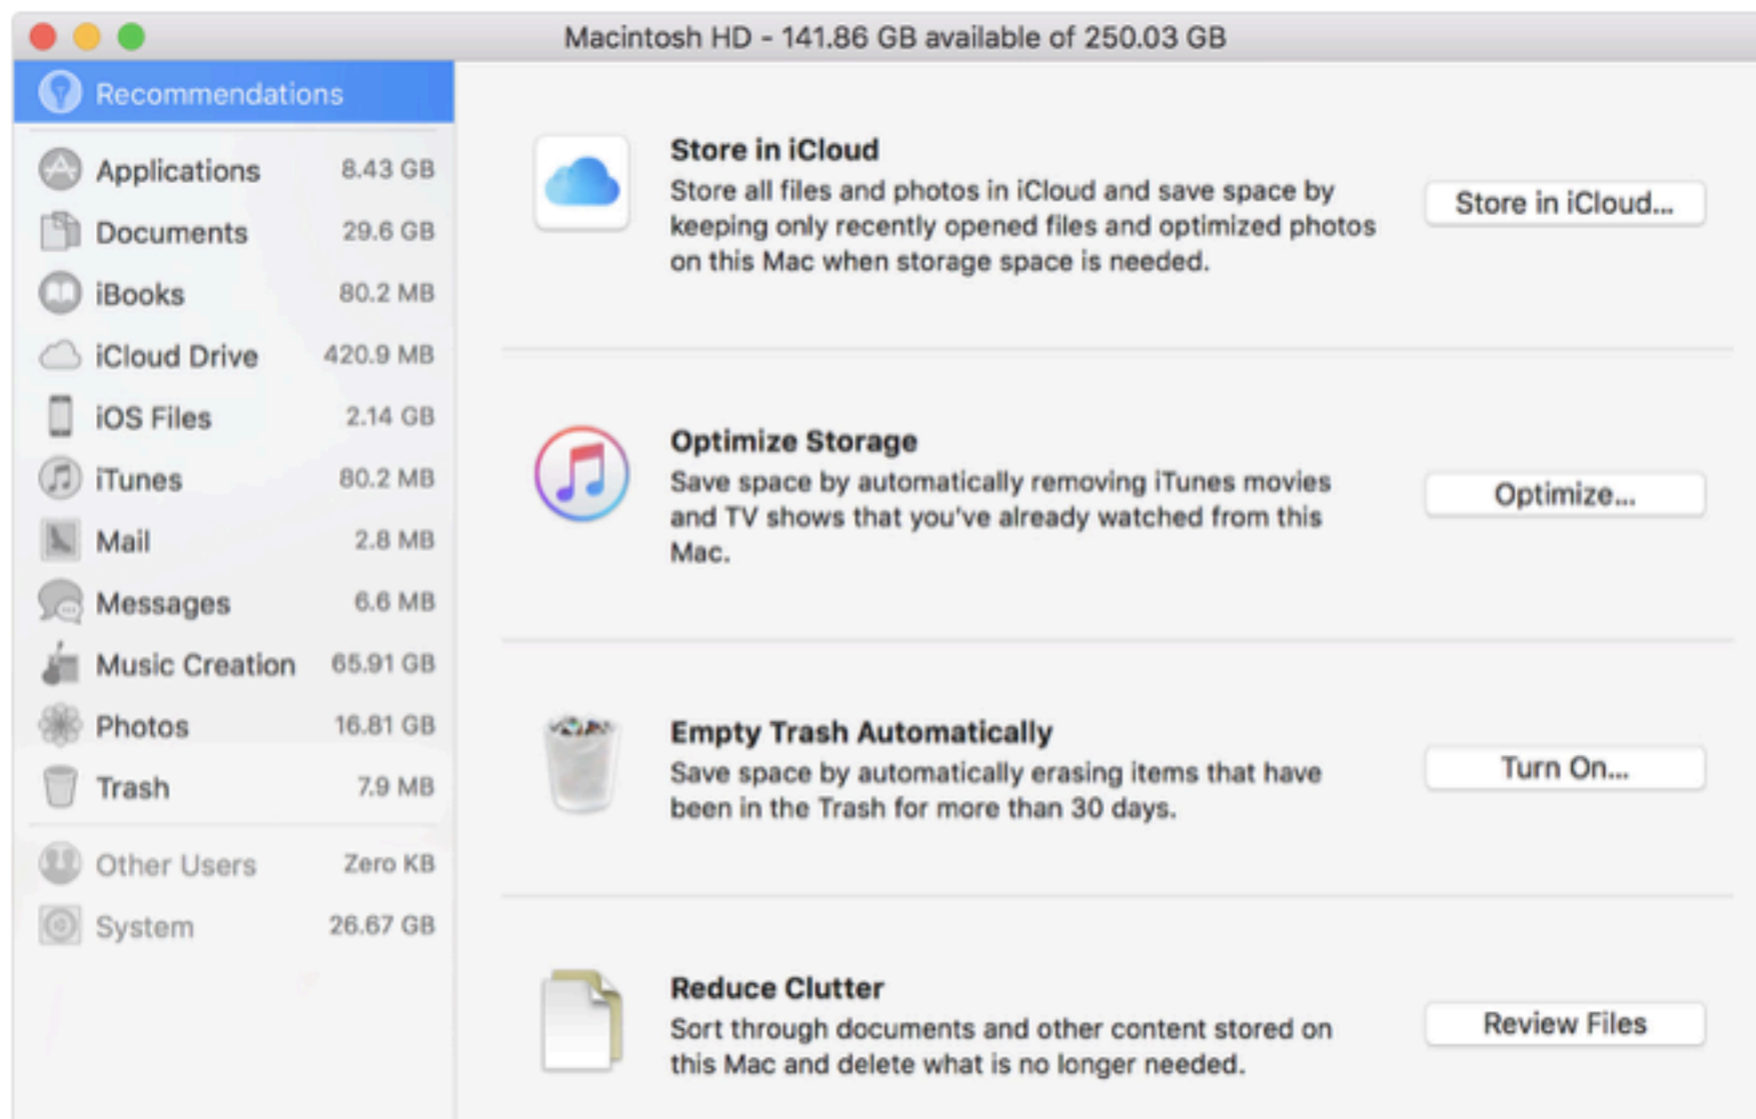 Macintosh HD - 141.86 GB available of 250.03 GB
Recommendations
Applications 8.43 GB
Documents 29.6 GB
iBooks 80.2 MB
iCloud Drive 420.9 MB
iOS Files 2.14 GB
iTunes 80.2 MB
Mail 2.8 MB
Messages 6.6 MB
Music Creation 65.91 GB
Photos 16.81 GB
Trash 7.9 MB
Other Users Zero KB
System 26.67 GB
Store in iCloud
Store all files and photos in iCloud and save space by
keeping only recently opened files and optimized photos
on this Mac when storage space is needed.
Store in iCloud...
Optimize Storage
Save space by automatically removing iTunes movies
and TV shows that you've already watched from this
Mac.
Optimize...
Empty Trash Automatically
Save space by automatically erasing items that have
been in the Trash for more than 30 days.
Turn On...
Reduce Clutter
Sort through documents and other content stored on
this Mac and delete what is no longer needed.
Review Files